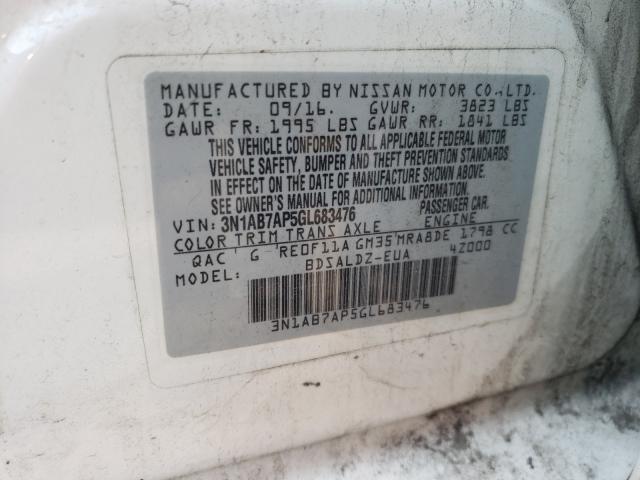 MANUFACTURED BY NISSAN MOTOR CO.,LTD.
DATE: 09/16. GVWR: 3823 LBS
GAWR FR: 1995 LBS GAWR RR: 1841 LBS
THIS VEHICLE CONFORMS TO ALL APPLICABLE FEDERAL MOTOR
VEHICLE SAFETY, BUMPER AND THEFT PREVENTION STANDARDS
IN EFFECT ON THE DATE OF MANUFACTURE SHOWN ABOVE.
SEE OWNER'S MANUAL FOR ADDITIONAL INFORMATION.
VIN: 3N1AB7AP5GL683476 PASSENGER CAR.
COLOR TRIM TRANS AXLE ENGINE
QAC G RE0F11A GM35 MRA8DE 1798 CC
MODEL: BDSALDZ-EUA 4Z000
3N1AB7AP5GL683476